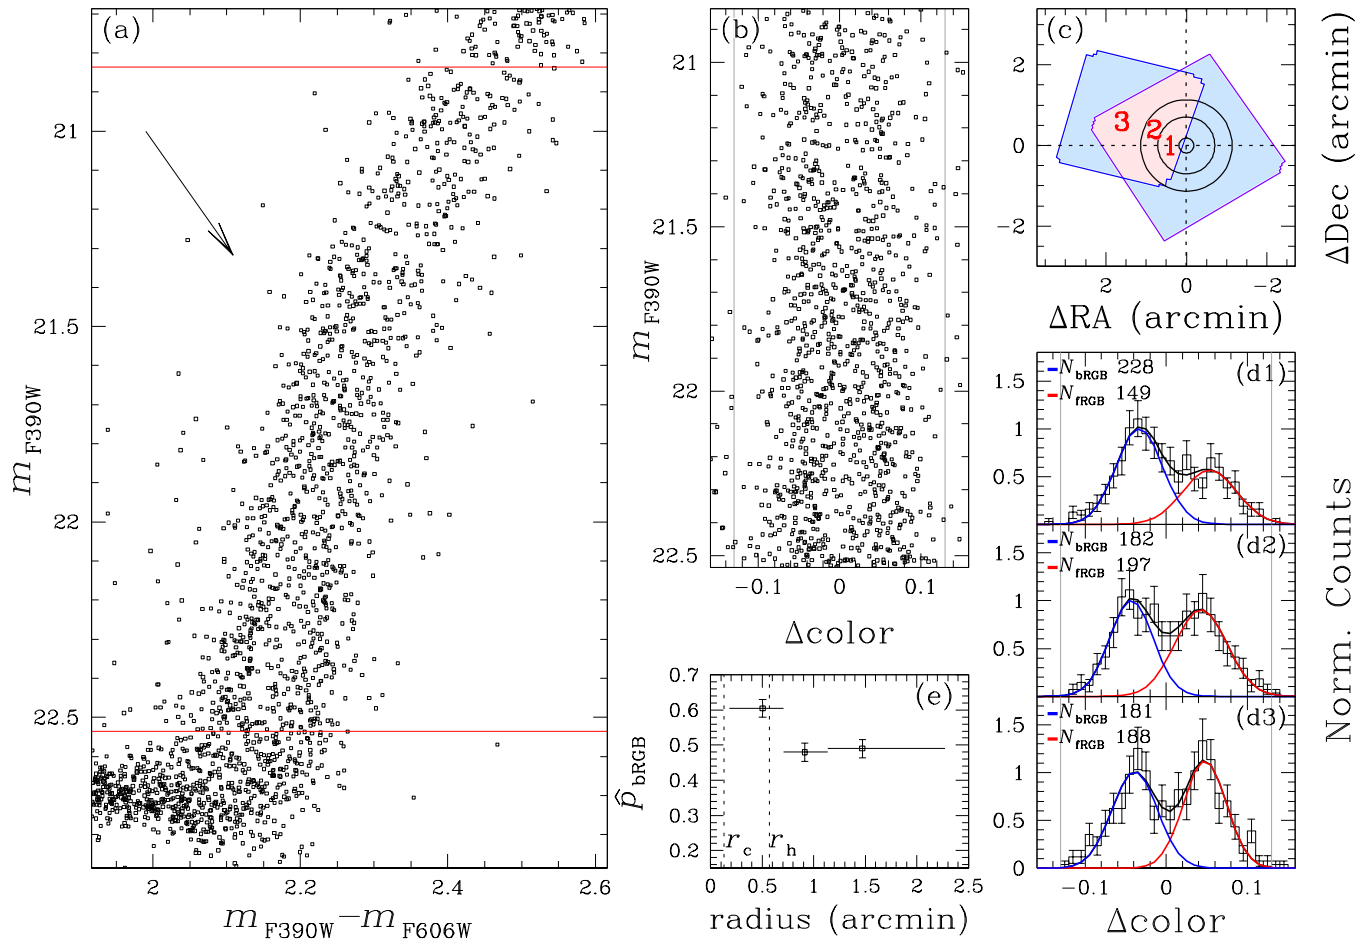 (a)
21
21.5
22
22.5
m F390W
2 2.2 2.4 2.6
m F390W−m F606W
(b)
21
21.5
22
22.5
m F390W
−0.1 0 0.1
Δcolor
(c)
2
0
−2
3
2
1
2 0 −2
ΔRA (arcmin)
ΔDec (arcmin)
(d1)
N bRGB 228
N fRGB 149
1.5
1
0.5
(d2)
N bRGB 182
N fRGB 197
1.5
1
0.5
(d3)
N bRGB 181
N fRGB 188
1.5
1
0.5
0
−0.1 0 0.1
Δcolor
Norm. Counts
(e)
0.7
0.6
0.5
0.4
0.3
0.2
p̂ bRGB
r c
r h
0 0.5 1 1.5 2 2.5
radius (arcmin)